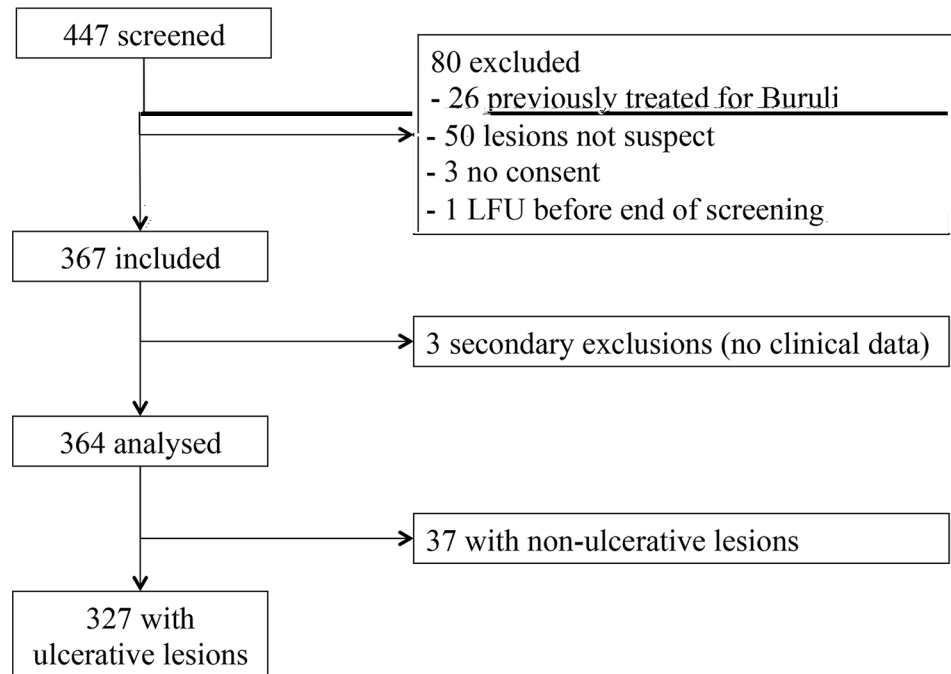 447 screened
80 excluded
- 26 previously treated for Buruli
- 50 lesions not suspect
- 3 no consent
- 1 LFU before end of screening
367 included
3 secondary exclusions (no clinical data)
364 analysed
37 with non-ulcerative lesions
327 with
ulcerative lesions